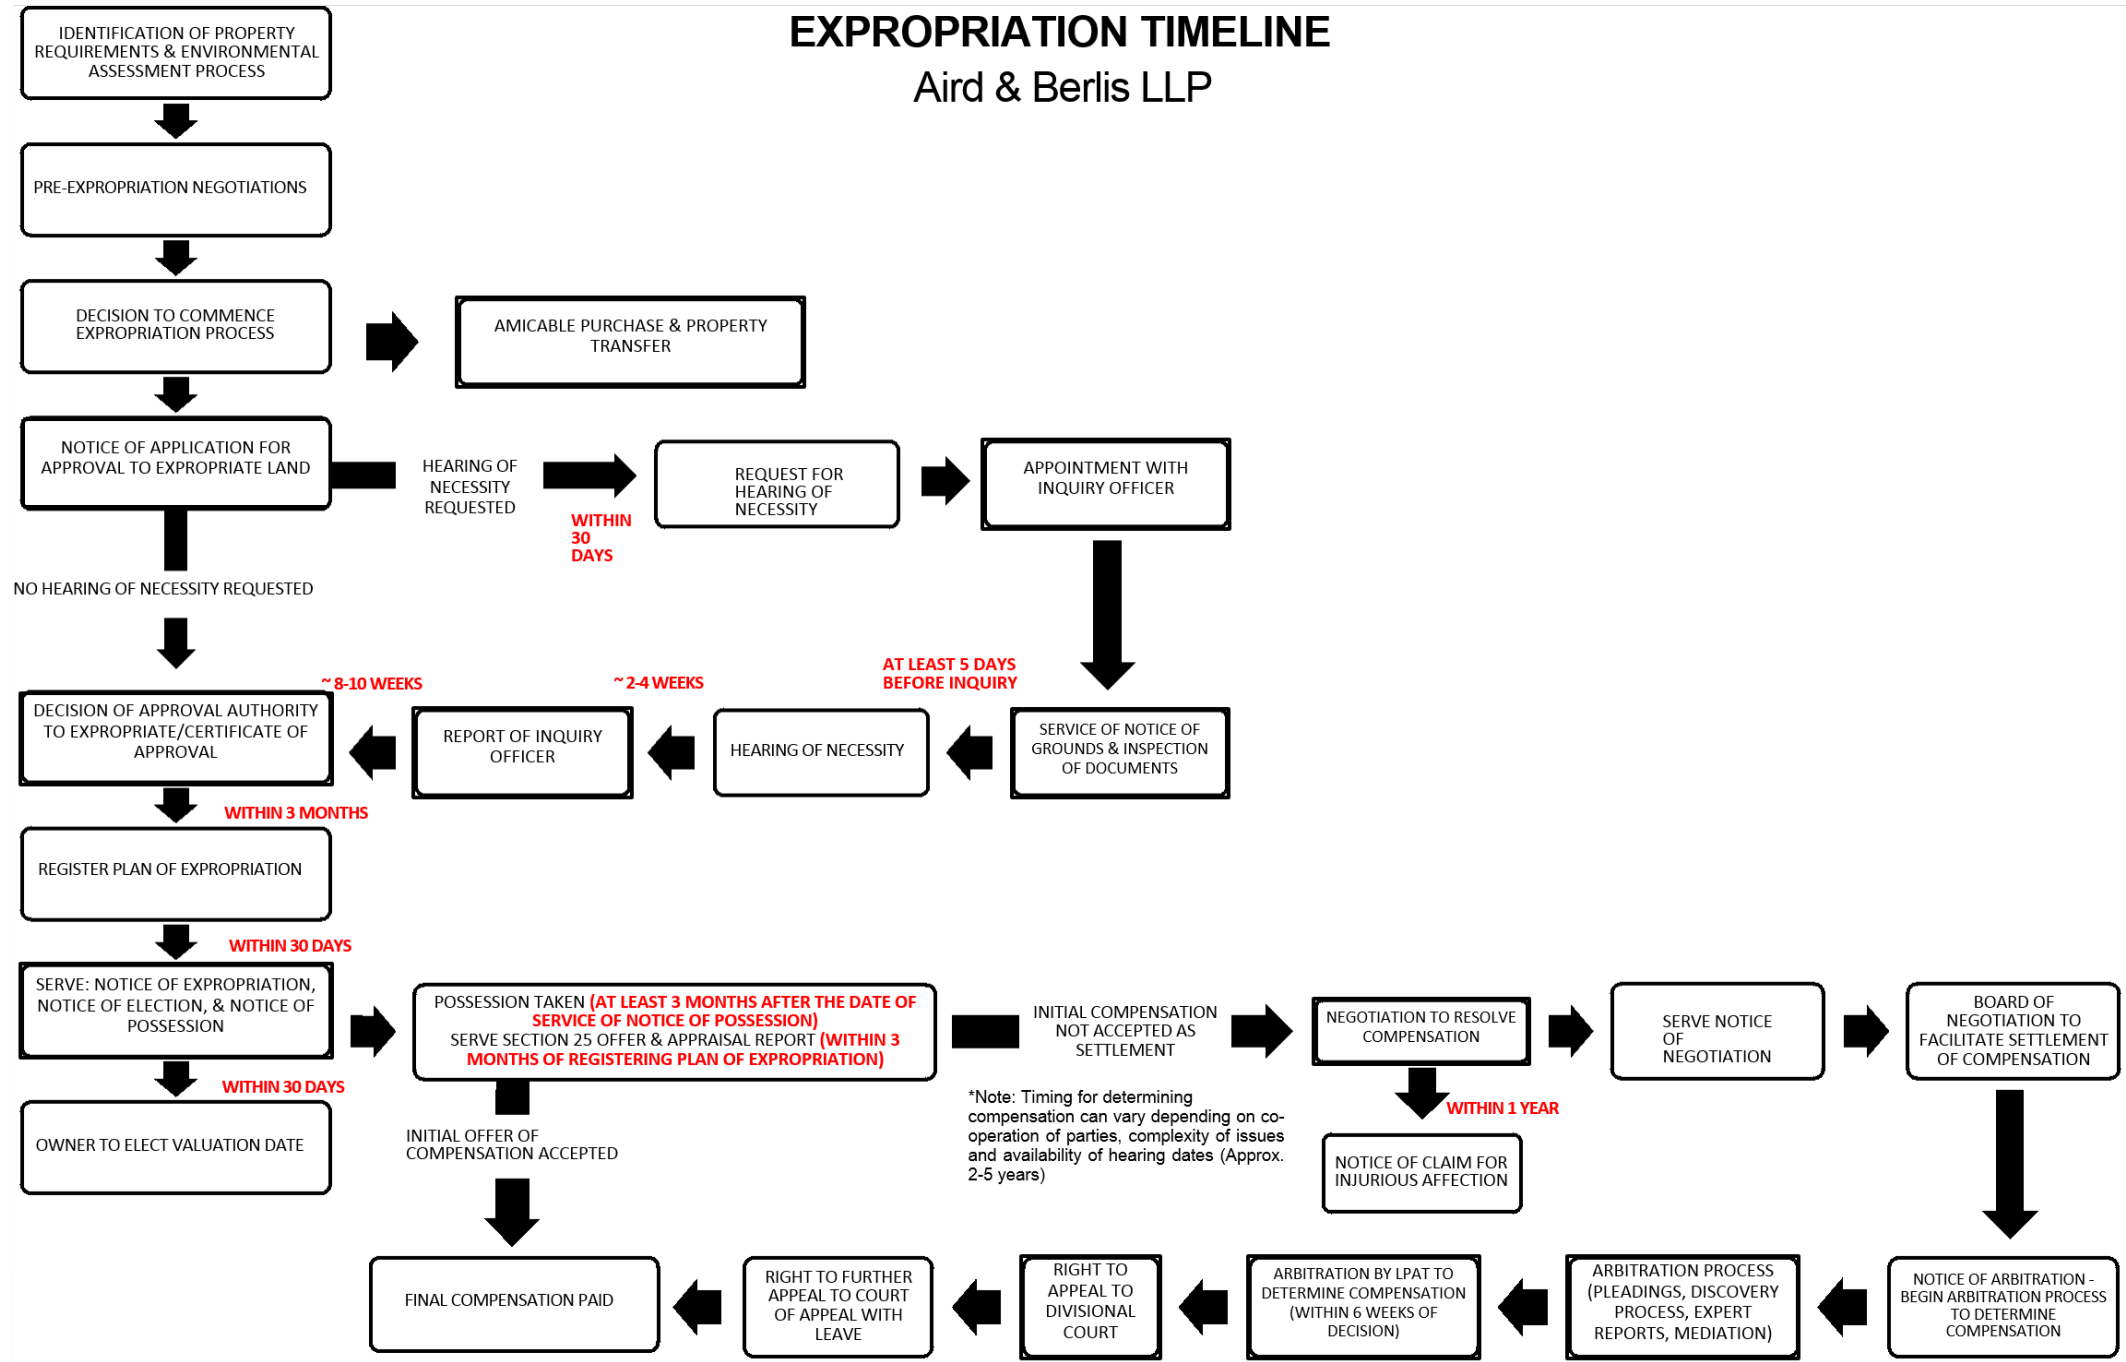 EXPROPRIATION TIMELINE
Aird & Berlis LLP
IDENTIFICATION OF PROPERTY
REQUIREMENTS & ENVIRONMENTAL
ASSESSMENT PROCESS
PRE-EXPROPRIATION NEGOTIATIONS
DECISION TO COMMENCE
EXPROPRIATION PROCESS
AMICABLE PURCHASE & PROPERTY
TRANSFER
NOTICE OF APPLICATION FOR
APPROVAL TO EXPROPRIATE LAND
HEARING OF
NECESSITY
REQUESTED
WITHIN
30
DAYS
REQUEST FOR
HEARING OF
NECESSITY
APPOINTMENT WITH
INQUIRY OFFICER
NO HEARING OF NECESSITY REQUESTED
AT LEAST 5 DAYS
BEFORE INQUIRY
SERVICE OF NOTICE OF
GROUNDS & INSPECTION
OF DOCUMENTS
HEARING OF NECESSITY
~ 2-4 WEEKS
REPORT OF INQUIRY
OFFICER
~ 8-10 WEEKS
DECISION OF APPROVAL AUTHORITY
TO EXPROPRIATE/CERTIFICATE OF
APPROVAL
WITHIN 3 MONTHS
REGISTER PLAN OF EXPROPRIATION
WITHIN 30 DAYS
SERVE: NOTICE OF EXPROPRIATION,
NOTICE OF ELECTION, & NOTICE OF
POSSESSION
WITHIN 30 DAYS
OWNER TO ELECT VALUATION DATE
POSSESSION TAKEN (AT LEAST 3 MONTHS AFTER THE DATE OF
SERVICE OF NOTICE OF POSSESSION)
SERVE SECTION 25 OFFER & APPRAISAL REPORT (WITHIN 3
MONTHS OF REGISTERING PLAN OF EXPROPRIATION)
INITIAL COMPENSATION
NOT ACCEPTED AS
SETTLEMENT
NEGOTIATION TO RESOLVE
COMPENSATION
SERVE NOTICE
OF
NEGOTIATION
BOARD OF
NEGOTIATION TO
FACILITATE SETTLEMENT
OF COMPENSATION
*Note: Timing for determining
compensation can vary depending on co-
operation of parties, complexity of issues
and availability of hearing dates (Approx.
2-5 years)
WITHIN 1 YEAR
NOTICE OF CLAIM FOR
INJURIOUS AFFECTION
INITIAL OFFER OF
COMPENSATION ACCEPTED
NOTICE OF ARBITRATION -
BEGIN ARBITRATION PROCESS
TO DETERMINE
COMPENSATION
ARBITRATION PROCESS
(PLEADINGS, DISCOVERY
PROCESS, EXPERT
REPORTS, MEDIATION)
ARBITRATION BY LPAT TO
DETERMINE COMPENSATION
(WITHIN 6 WEEKS OF
DECISION)
RIGHT TO
APPEAL TO
DIVISIONAL
COURT
RIGHT TO FURTHER
APPEAL TO COURT
OF APPEAL WITH
LEAVE
FINAL COMPENSATION PAID